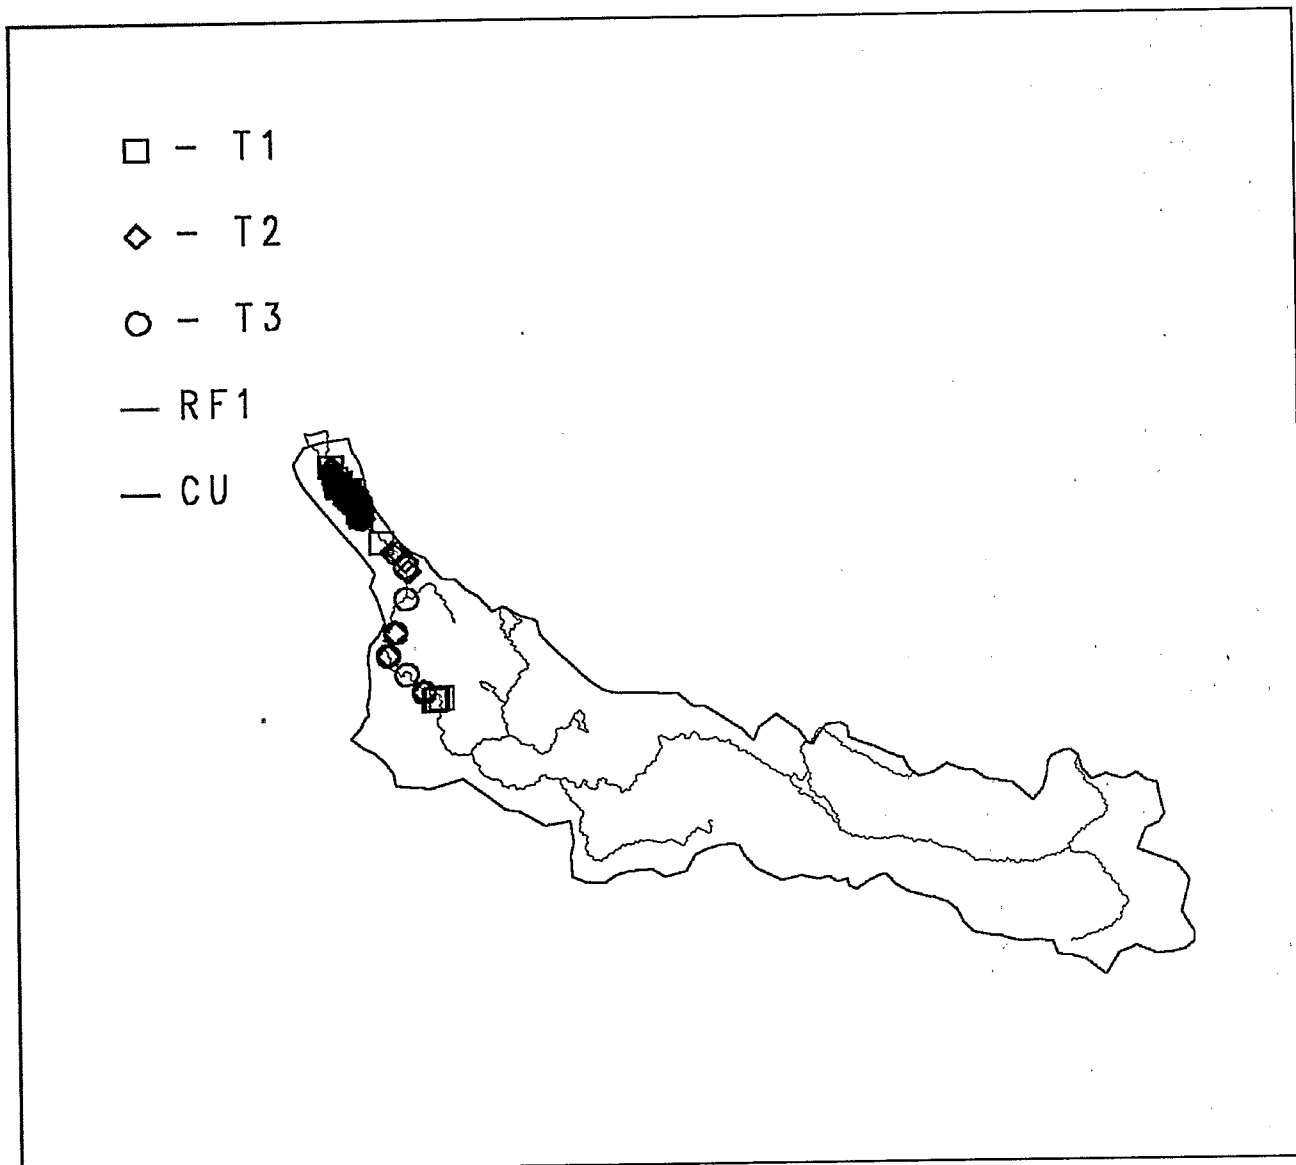 □ - T1
◇ - T2
○ - T3
— RF1
— CU